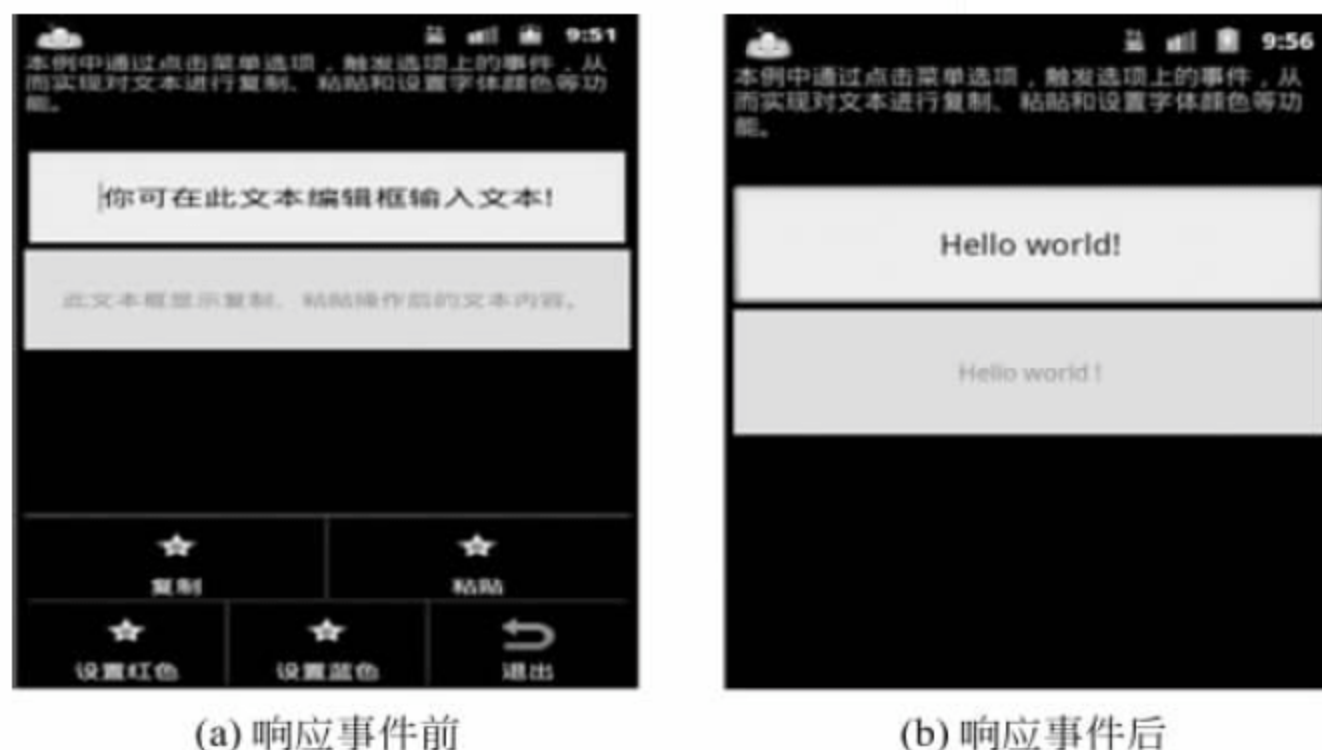 9:51
本例中通过点击菜单选项，触发选项上的事件，从
而实现对文本进行复制、粘贴和设置字体颜色等功
能。
你可在此文本编辑框输入文本!
此文本框显示复制、粘贴操作后的文本内容。
复制
粘贴
设置红色
设置蓝色
退出
(a) 响应事件前
9:56
本例中通过点击菜单选项，触发选项上的事件，从
而实现对文本进行复制、粘贴和设置字体颜色等功
能。
Hello world!
Hello world !
(b) 响应事件后